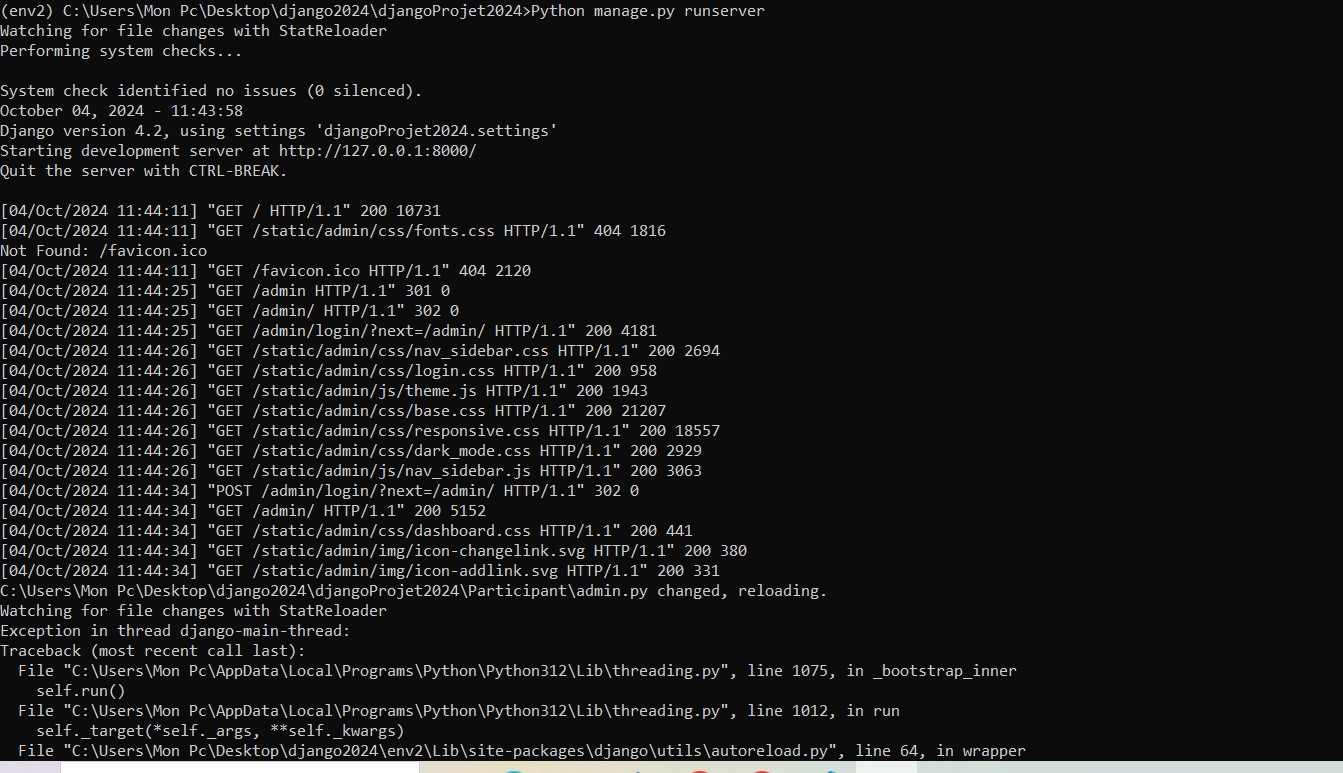 (env2) C:\Users\Mon Pc\Desktop\django2024\djangoProjet2024>Python manage.py runserver
Watching for file changes with StatReloader
Performing system checks...
System check identified no issues (0 silenced).
October 04, 2024 - 11:43:58
Django version 4.2, using settings 'djangoProjet2024.settings'
Starting development server at http://127.0.0.1:8000/
Quit the server with CTRL-BREAK.
[04/Oct/2024 11:44:11] "GET / HTTP/1.1" 200 10731
[04/Oct/2024 11:44:11] "GET /static/admin/css/fonts.css HTTP/1.1" 404 1816
Not Found: /favicon.ico
[04/Oct/2024 11:44:11] "GET /favicon.ico HTTP/1.1" 404 2120
[04/Oct/2024 11:44:25] "GET /admin HTTP/1.1" 301 0
[04/Oct/2024 11:44:25] "GET /admin/ HTTP/1.1" 302 0
[04/Oct/2024 11:44:25] "GET /admin/login/?next=/admin/ HTTP/1.1" 200 4181
[04/Oct/2024 11:44:26] "GET /static/admin/css/nav_sidebar.css HTTP/1.1" 200 2694
[04/Oct/2024 11:44:26] "GET /static/admin/css/login.css HTTP/1.1" 200 958
[04/Oct/2024 11:44:26] "GET /static/admin/js/theme.js HTTP/1.1" 200 1943
[04/Oct/2024 11:44:26] "GET /static/admin/css/base.css HTTP/1.1" 200 21207
[04/Oct/2024 11:44:26] "GET /static/admin/css/responsive.css HTTP/1.1" 200 18557
[04/Oct/2024 11:44:26] "GET /static/admin/css/dark_mode.css HTTP/1.1" 200 2929
[04/Oct/2024 11:44:26] "GET /static/admin/js/nav_sidebar.js HTTP/1.1" 200 3063
[04/Oct/2024 11:44:34] "POST /admin/login/?next=/admin/ HTTP/1.1" 302 0
[04/Oct/2024 11:44:34] "GET /admin/ HTTP/1.1" 200 5152
[04/Oct/2024 11:44:34] "GET /static/admin/css/dashboard.css HTTP/1.1" 200 441
[04/Oct/2024 11:44:34] "GET /static/admin/img/icon-changelink.svg HTTP/1.1" 200 380
[04/Oct/2024 11:44:34] "GET /static/admin/img/icon-addlink.svg HTTP/1.1" 200 331
C:\Users\Mon Pc\Desktop\django2024\djangoProjet2024\Participant\admin.py changed, reloading.
Watching for file changes with StatReloader
Exception in thread django-main-thread:
Traceback (most recent call last):
  File "C:\Users\Mon Pc\AppData\Local\Programs\Python\Python312\Lib\threading.py", line 1075, in _bootstrap_inner
    self.run()
  File "C:\Users\Mon Pc\AppData\Local\Programs\Python\Python312\Lib\threading.py", line 1012, in run
    self._target(*self._args, **self._kwargs)
  File "C:\Users\Mon Pc\Desktop\django2024\env2\Lib\site-packages\django\utils\autoreload.py", line 64, in wrapper